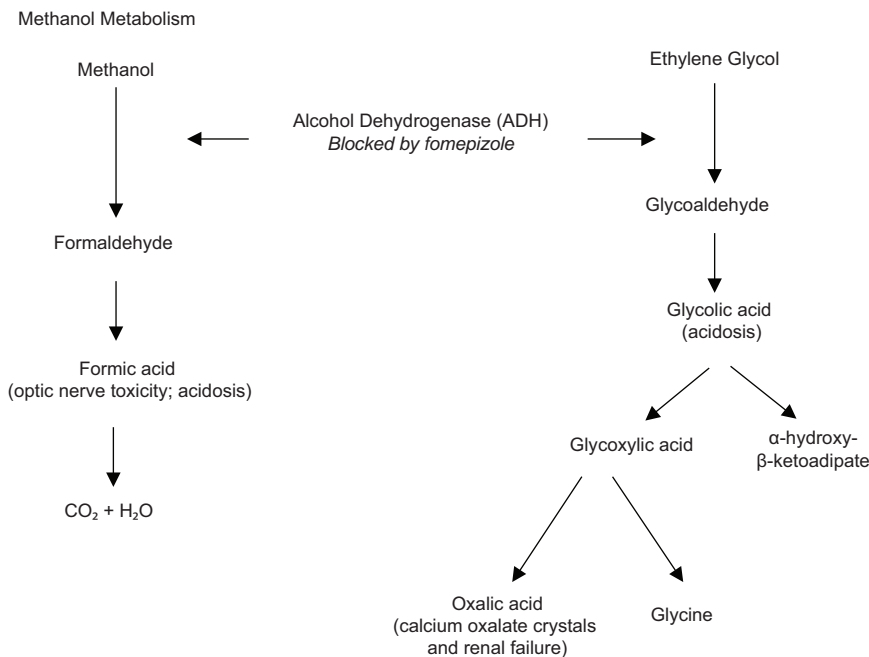 Methanol Metabolism
Methanol
Ethylene Glycol
Alcohol Dehydrogenase (ADH)
Blocked by fomepizole
Glycoaldehyde
Formaldehyde
Glycolic acid
(acidosis)
Formic acid
(optic nerve toxicity; acidosis)
Glycoxylic acid
α-hydroxy-
β-ketoadipate
CO₂ + H₂O
Oxalic acid
(calcium oxalate crystals
and renal failure)
Glycine